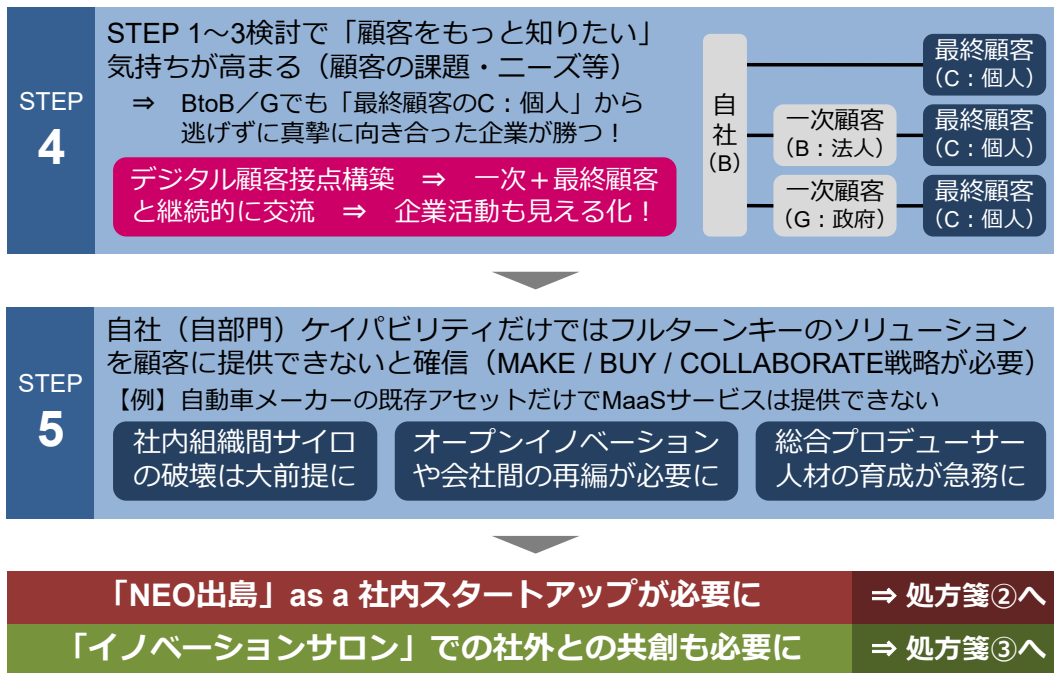 STEP
4
STEP 1～3検討で「顧客をもっと知りたい」
気持ちが高まる（顧客の課題・ニーズ等）
⇒ BtoB／Gでも「最終顧客のC：個人」から
逃げずに真摯に向き合った企業が勝つ！
デジタル顧客接点構築 ⇒ 一次＋最終顧客
と継続的に交流 ⇒ 企業活動も見える化！
自
社
（B）
最終顧客
（C：個人）
一次顧客
（B：法人）
最終顧客
（C：個人）
一次顧客
（G：政府）
最終顧客
（C：個人）
STEP
5
自社（自部門）ケイパビリティだけではフルターンキーのソリューション
を顧客に提供できないと確信（MAKE / BUY / COLLABORATE戦略が必要）
【例】自動車メーカーの既存アセットだけでMaaSサービスは提供できない
社内組織間サイロ
の破壊は大前提に
オープンイノベーション
や会社間の再編が必要に
総合プロデューサー
人材の育成が急務に
「NEO出島」as a 社内スタートアップが必要に
⇒ 処方箋②へ
「イノベーションサロン」での社外との共創も必要に
⇒ 処方箋③へ